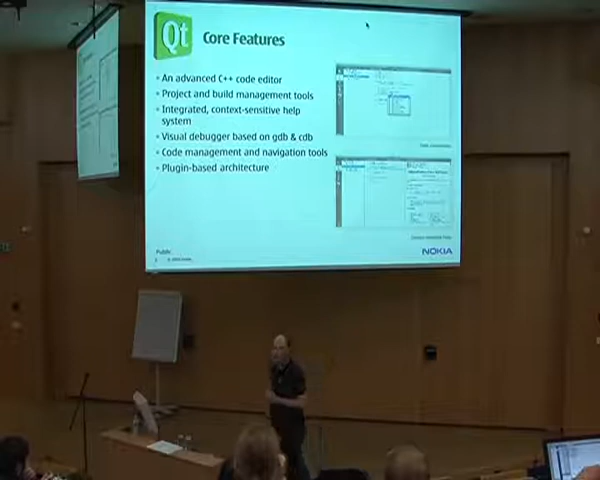 Qt
Core Features
An advanced C++ code editor
Project and build management tools
Integrated, context-sensitive help
system
Visual debugger based on gdb & cdb
Code management and navigation tools
Plugin-based architecture
Public
NOKIA